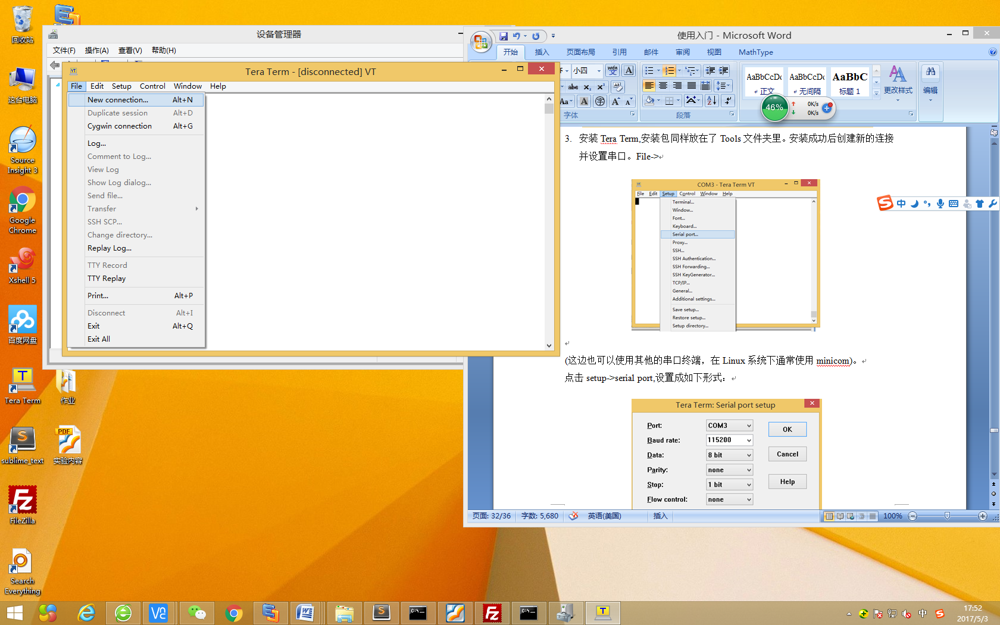 回收站
这台电脑
Source
Insight 3
Google
Chrome
Xshell 5
百度网盘
Tera Term
作业
sublime_text
PDF
实验内容
FileZilla
Search
Everything
设备管理器
文件(F) 操作(A) 查看(V) 帮助(H)
Tera Term - [disconnected] VT
File Edit Setup Control Window Help
New connection... Alt+N
Duplicate session Alt+D
Cygwin connection Alt+G
Log...
Comment to Log...
View Log
Show Log dialog...
Send file...
Transfer
SSH SCP...
Change directory...
Replay Log...
TTY Record
TTY Replay
Print... Alt+P
Disconnect Alt+I
Exit Alt+Q
Exit All
使用入门 - Microsoft Word
开始 插入 页面布局 引用 邮件 审阅 视图 MathType
小四
AaBbCcDc AaBbCcDc AaBbC
正文 无间隔 标题 1
更改样式 编辑
字体 段落
46% 0K/s
0K/s
3. 安装 Tera Term,安装包同样放在了 Tools 文件夹里。安装成功后创建新的连接
并设置串口。File->
COM3 - Tera Term VT
File Edit Setup Control Window Help
Terminal...
Window...
Font...
Keyboard...
Serial port...
Proxy...
SSH...
SSH Authentication...
SSH Forwarding...
SSH KeyGenerator...
TCP/IP...
General...
Additional settings...
Save setup...
Restore setup...
Setup directory...
(这边也可以使用其他的串口终端，在 Linux 系统下通常使用 minicom)。
点击 setup->serial port,设置成如下形式：
Tera Term: Serial port setup
Port: COM3 OK
Baud rate: 115200
Data: 8 bit Cancel
Parity: none
Stop: 1 bit Help
Flow control: none
页面: 32/36 字数: 5,680 英语(美国) 插入 100%
中
中
17:52
2017/5/3